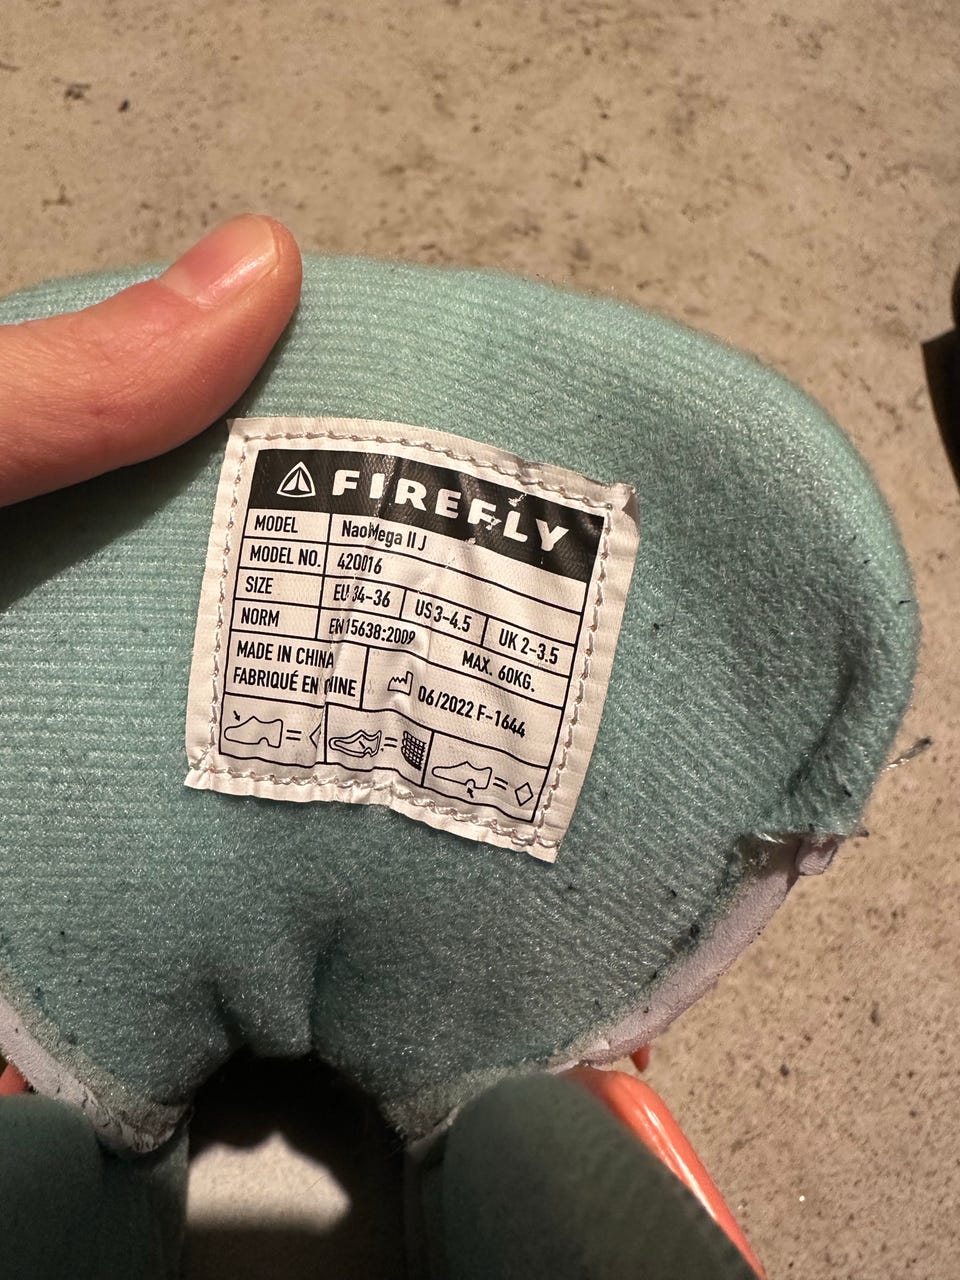 FIREFLY
MODEL NaoMega II J
MODEL NO. 420016
SIZE EU 34-36 US 3-4.5 UK 2-3.5
NORM EN 15638:2009 MAX. 60KG.
MADE IN CHINA
FABRIQUÉ EN CHINE
06/2022 F-1644